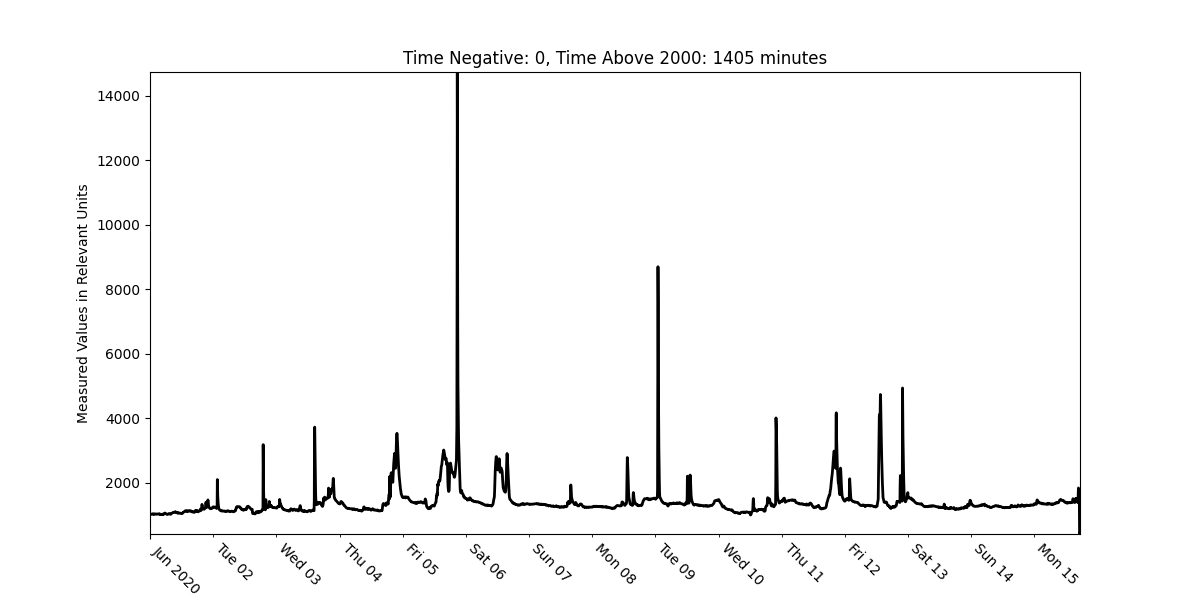 Time Negative: 0, Time Above 2000: 1405 minutes
14000
12000
10000
8000
6000
4000
2000
Measured Values in Relevant Units
Jun 2020
Tue 02
Wed 03
Thu 04
Fri 05
Sat 06
Sun 07
Mon 08
Tue 09
Wed 10
Thu 11
Fri 12
Sat 13
Sun 14
Mon 15